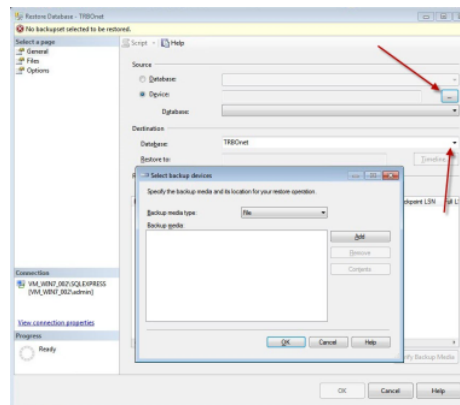 Restore Database - TRBOnet
No backupset selected to be restored.
Select a page
General
Files
Options
Script
Help
Source
Database:
Device:
...
Database:
Destination
Database:
TRBOnet
Restore to:
Timeline...
Select backup devices
Specify the backup media and its location for your restore operation.
Backup media type:
File
Backup media:
Add
Remove
Contents
OK
Cancel
Help
Connection
VM_WIN7_002\SQLEXPRESS
[VM_WIN7_002\admin]
View connection properties
Progress
Ready
Backup Media
OK
Cancel
Help